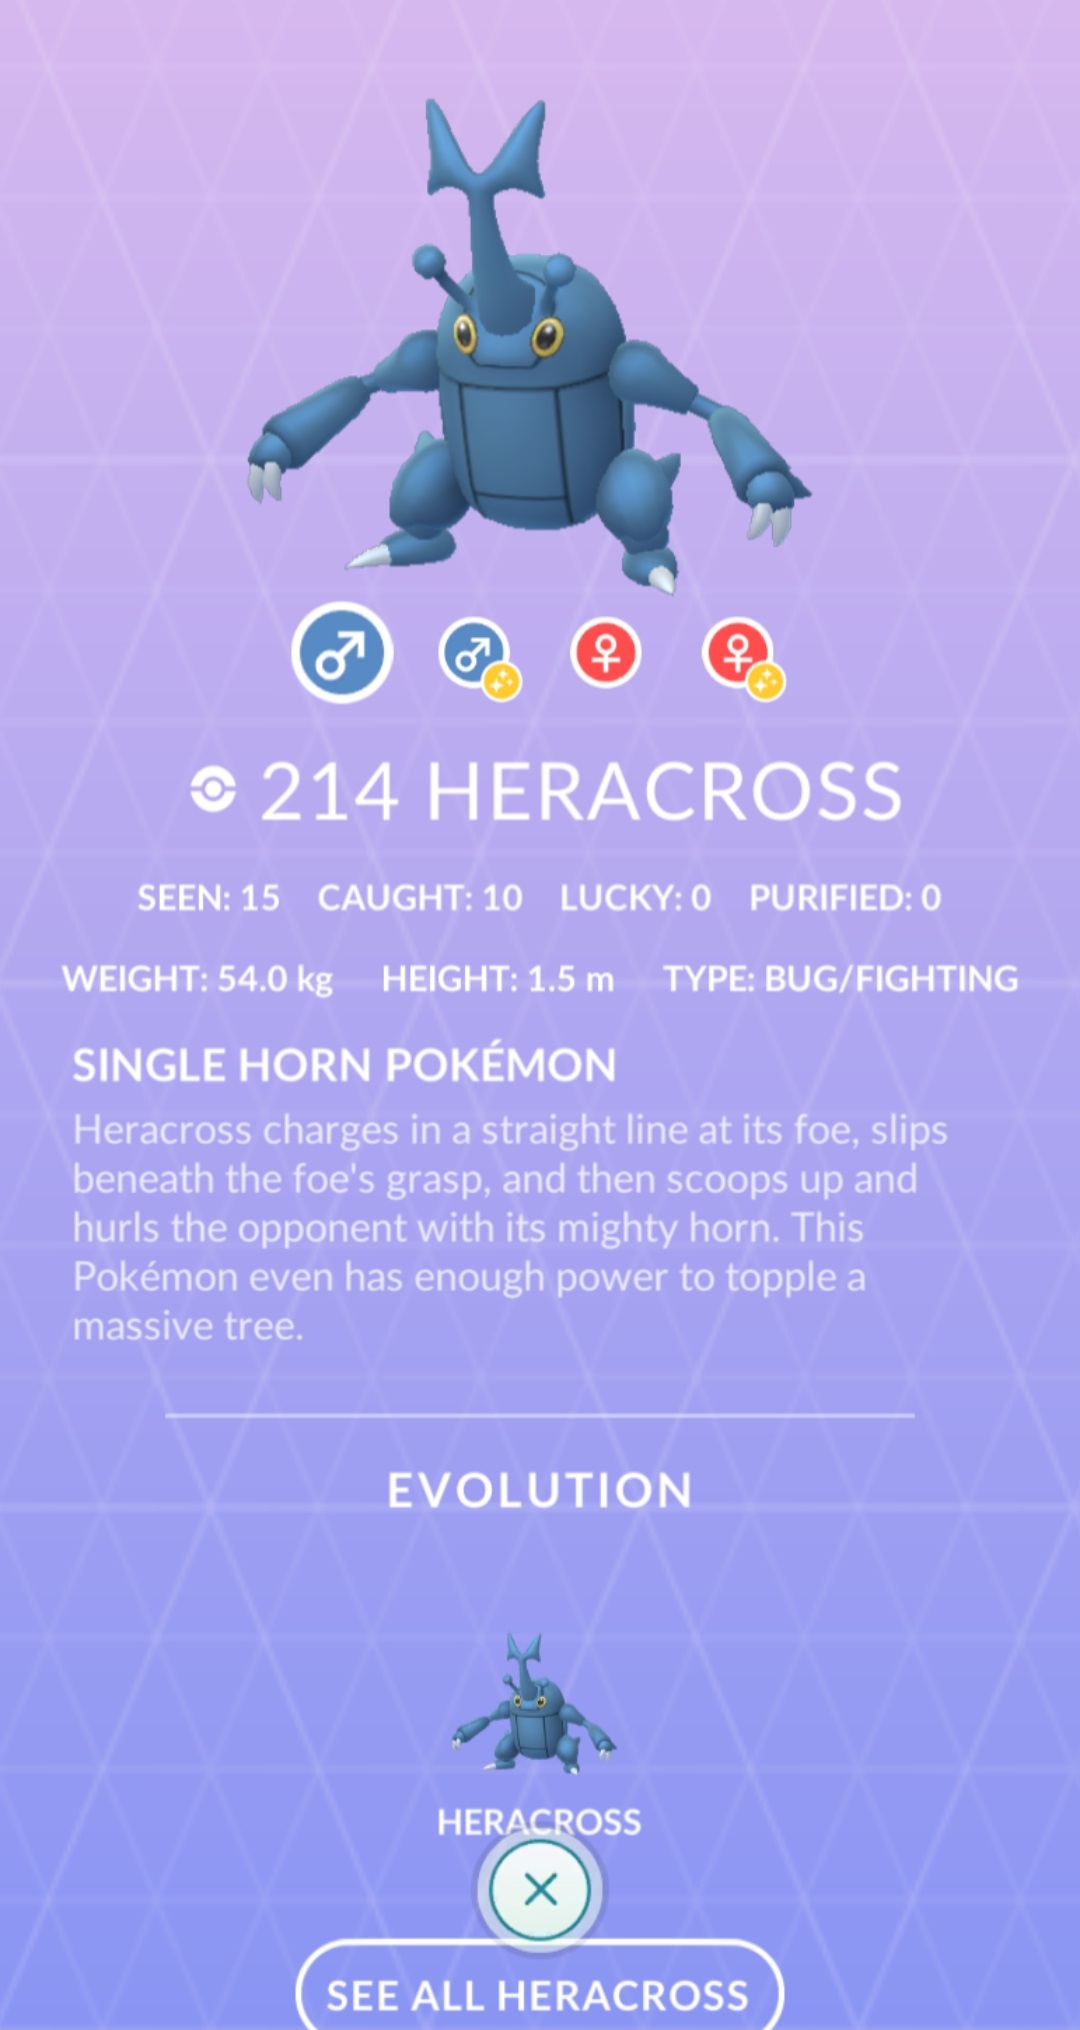 214 HERACROSS
SEEN: 15 CAUGHT: 10 LUCKY: 0 PURIFIED: 0
WEIGHT: 54.0 kg HEIGHT: 1.5 m TYPE: BUG/FIGHTING
SINGLE HORN POKÉMON
Heracross charges in a straight line at its foe, slips
beneath the foe's grasp, and then scoops up and
hurls the opponent with its mighty horn. This
Pokémon even has enough power to topple a
massive tree.
EVOLUTION
HERACROSS
SEE ALL HERACROSS